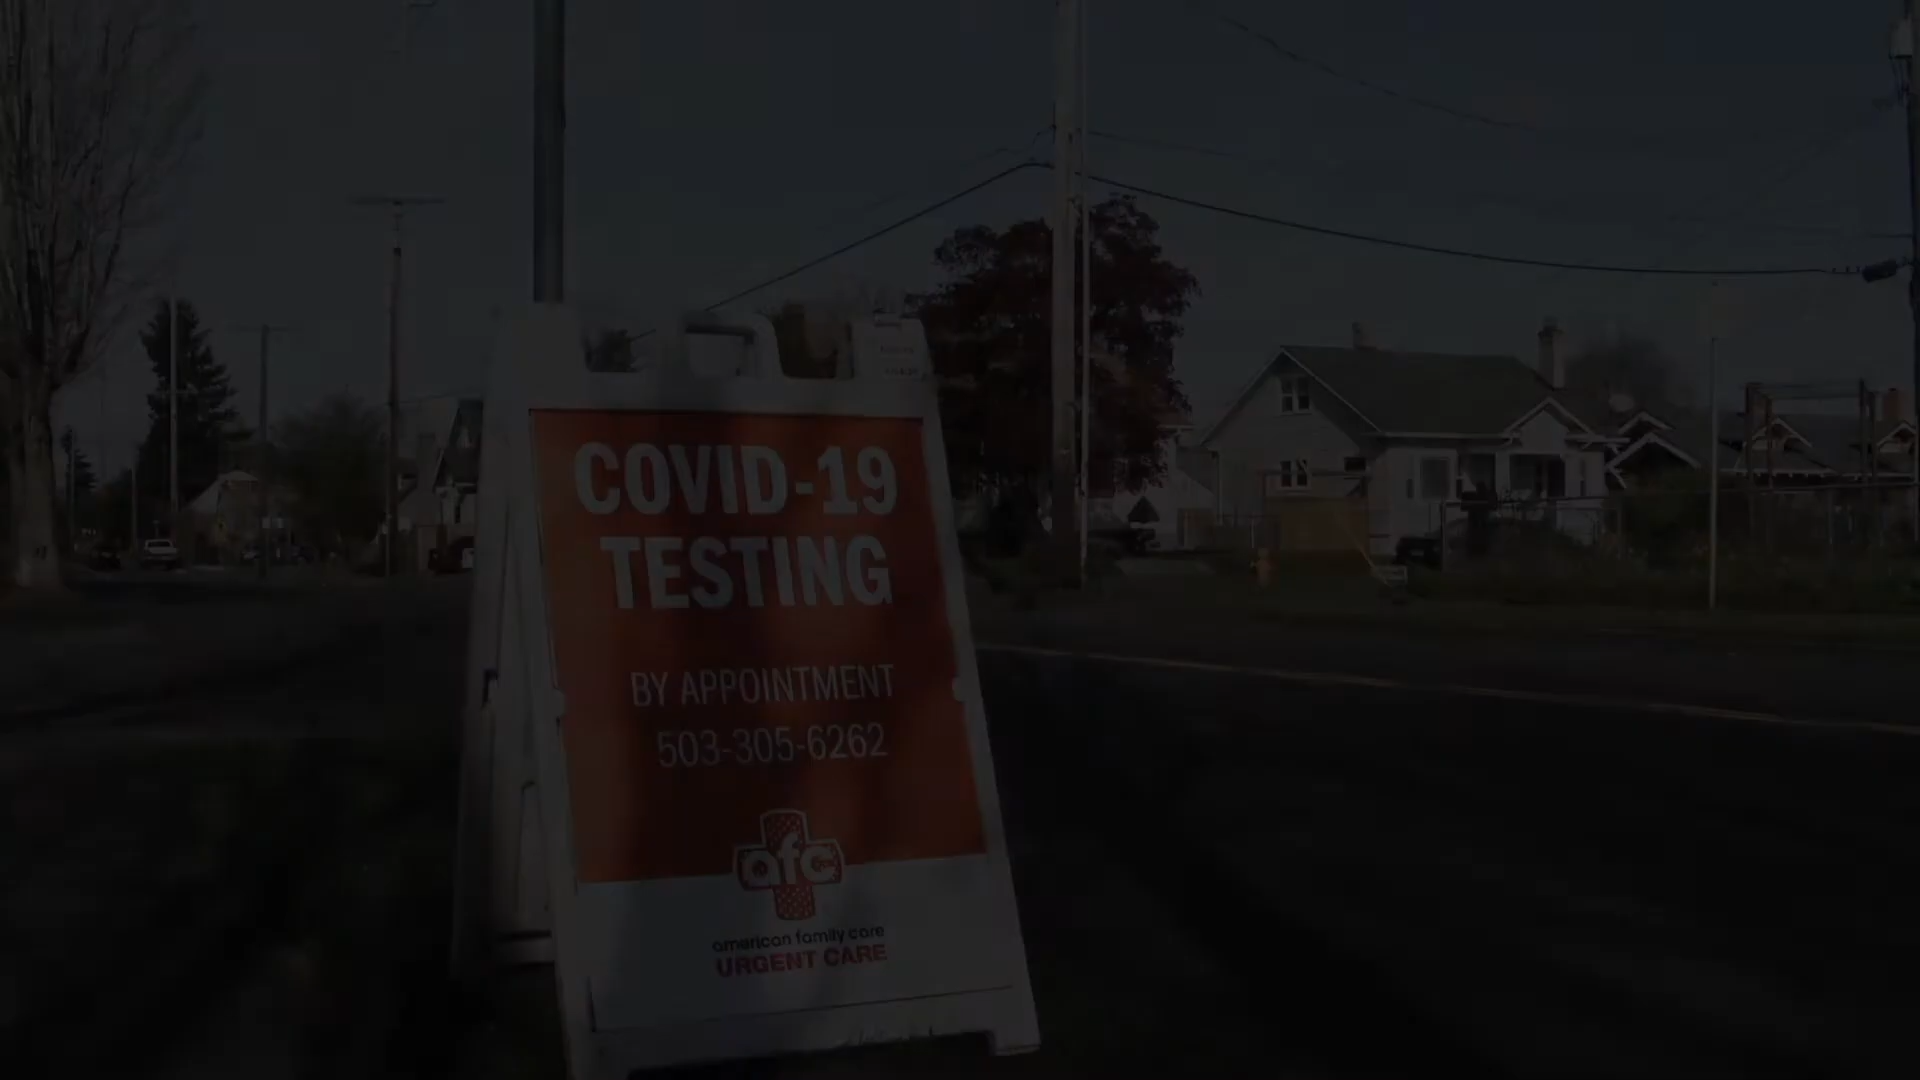 COVID-19
TESTING
BY APPOINTMENT
503-305-6262
afc
american family care
URGENT CARE